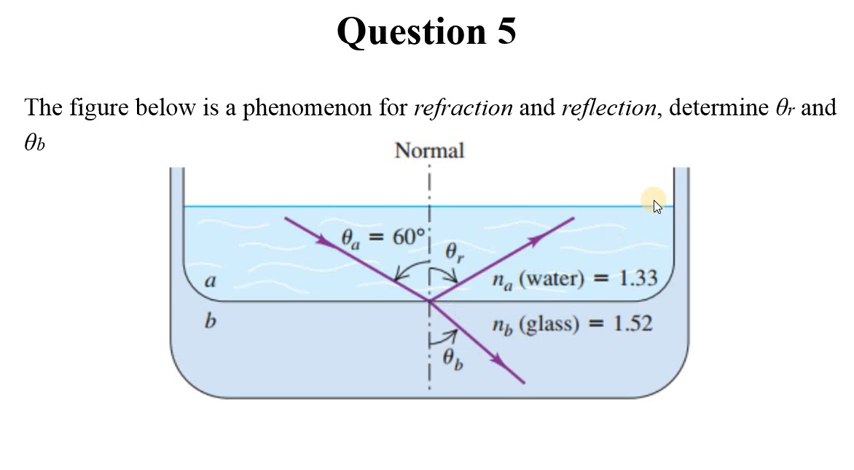 Question 5
The figure below is a phenomenon for refraction and reflection, determine θr and
θb
Normal
θa = 60°
θr
a
na (water) = 1.33
b
nb (glass) = 1.52
θb